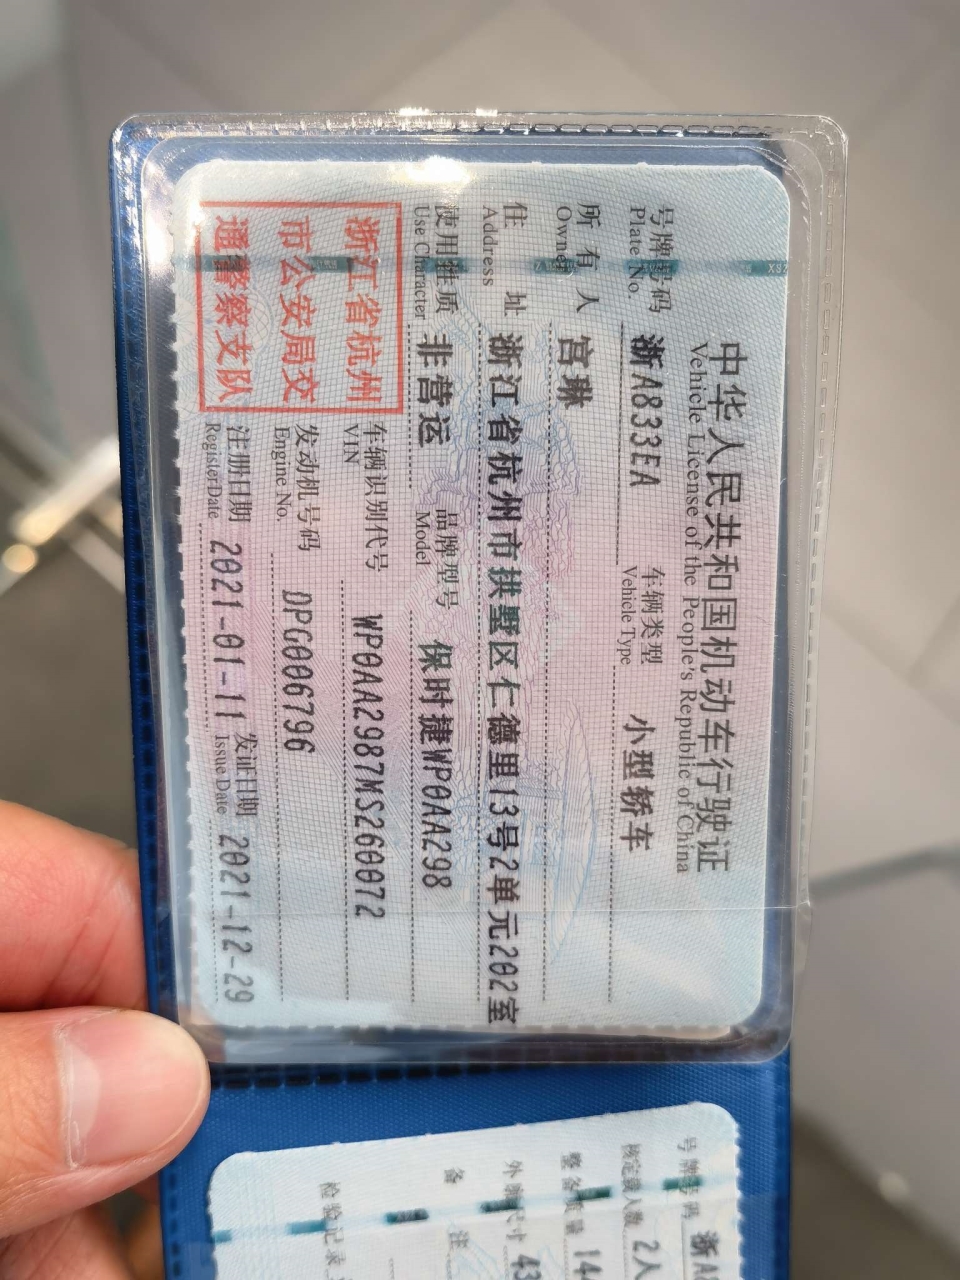 中华人民共和国机动车行驶证
Vehicle License of the People's Republic of China
号牌号码 浙A833EA 车辆类型 小型轿车
Plate No. Vehicle Type
所有人 宫琳
Owner
住址 浙江省杭州市拱墅区仁德里13号2单元202室
Address
使用性质 非营运 品牌型号 保时捷WP0AA298
Use Character Model
浙江省杭州
市公安局交
通警察支队
车辆识别代号 WP0AA2987MS260072
VIN
发动机号码 DPG006796
Engine No.
注册日期 2021-01-11 发证日期 2021-12-29
Register Date Issue Date
号牌号码 浙A
核定载人数 2人
整备质量 14
外廓尺寸 43
备注
检验记录